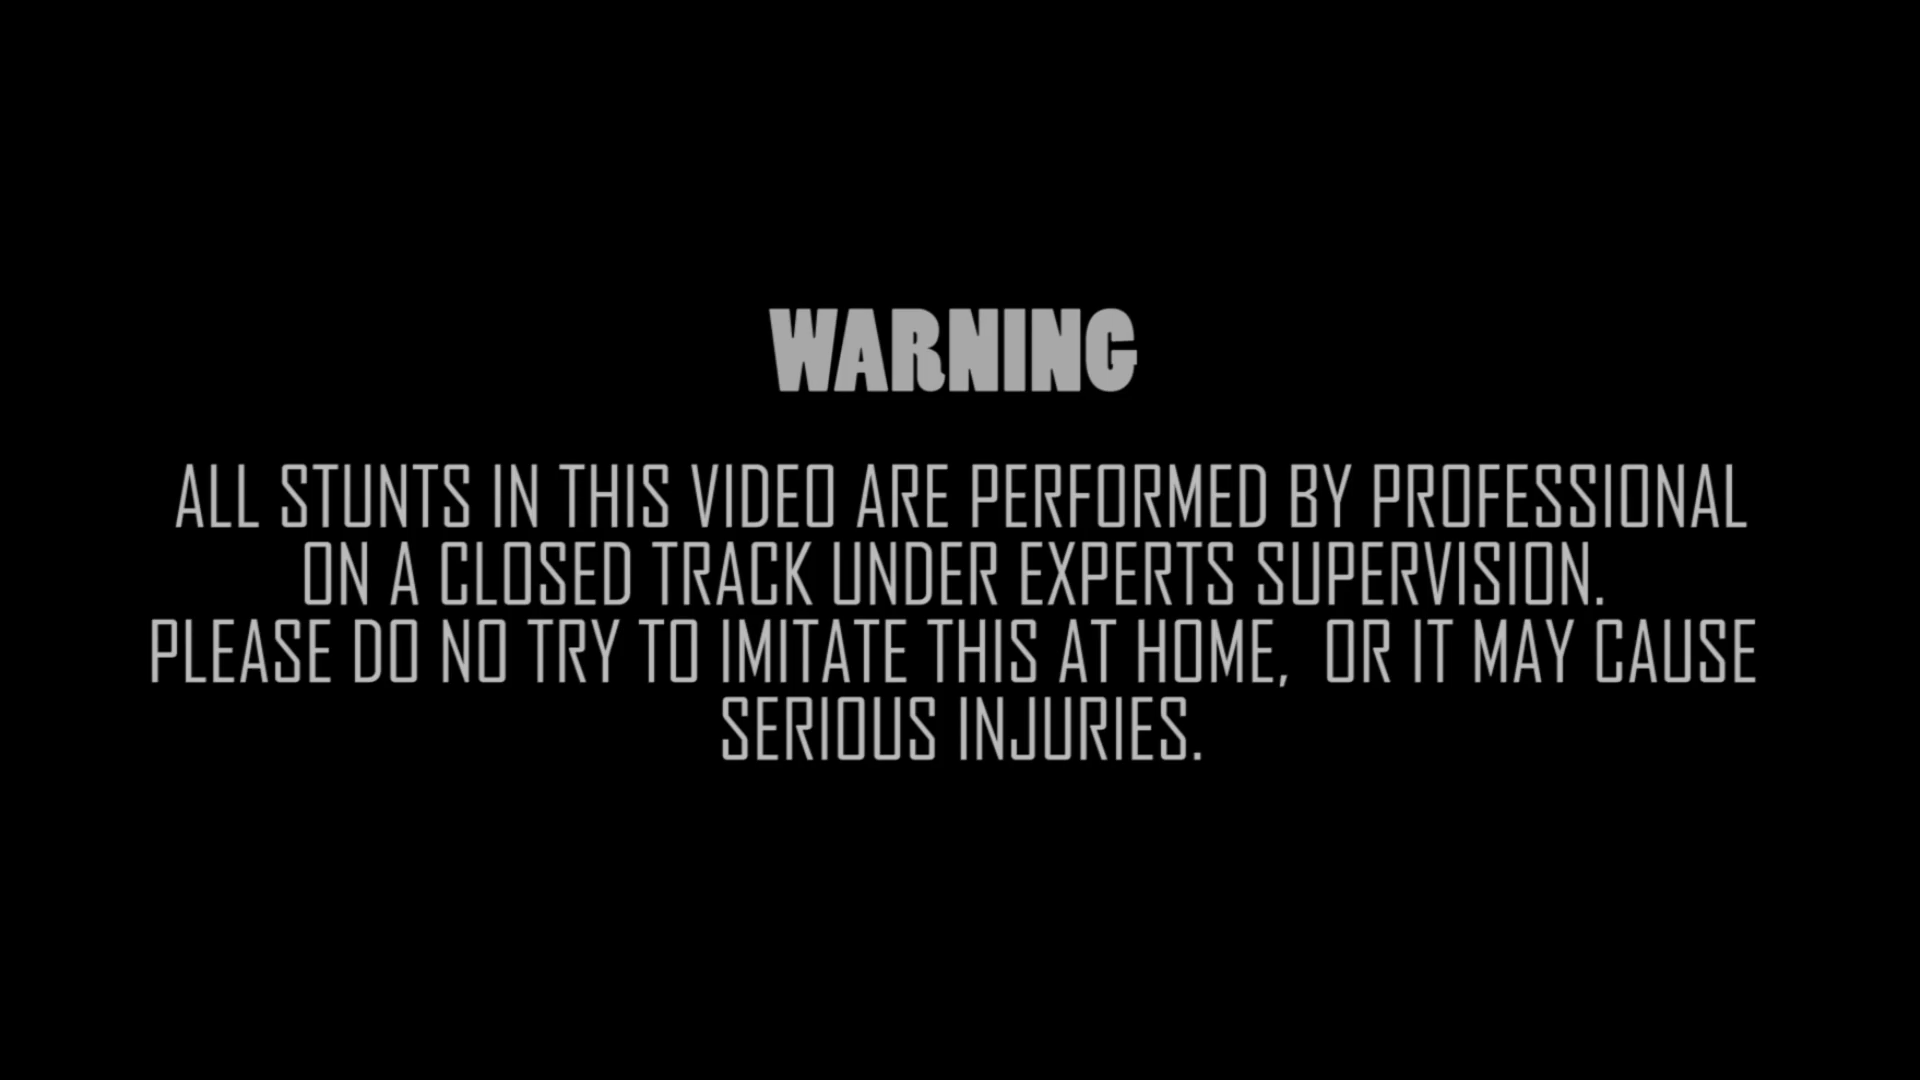 WARNING
ALL STUNTS IN THIS VIDEO ARE PERFORMED BY PROFESSIONAL
ON A CLOSED TRACK UNDER EXPERTS SUPERVISION.
PLEASE DO NO TRY TO IMITATE THIS AT HOME, OR IT MAY CAUSE
SERIOUS INJURIES.